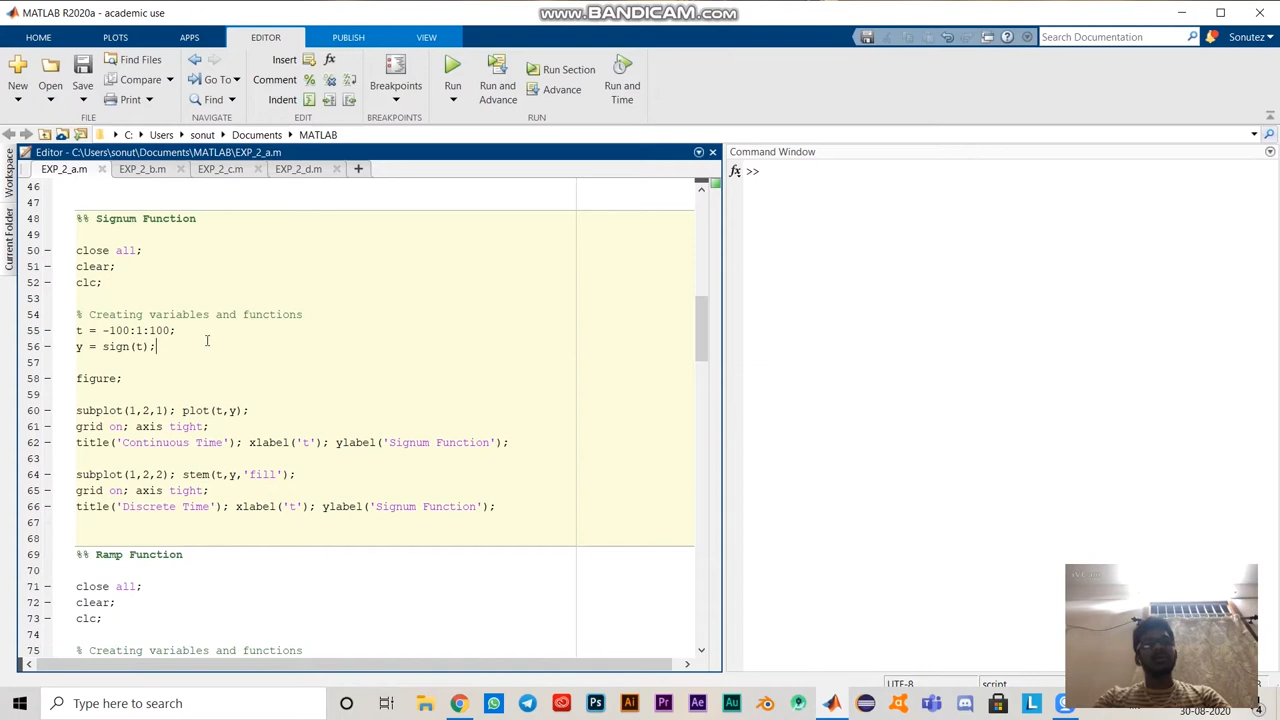 MATLAB R2020a - academic use
www.BANDICAM.com
HOME PLOTS APPS EDITOR PUBLISH VIEW
Search Documentation
Sonutez
New Open Save Find Files Compare Print
Go To Find
Insert fx
Comment
Indent
Breakpoints
Run Run and Advance Run Section Advance Run and Time
FILE NAVIGATE EDIT BREAKPOINTS RUN
C: Users sonut Documents MATLAB
Workspace
Current Folder
Editor - C:\Users\sonut\Documents\MATLAB\EXP_2_a.m
EXP_2_a.m EXP_2_b.m EXP_2_c.m EXP_2_d.m
46
47
48 %% Signum Function
49
50 close all;
51 clear;
52 clc;
53
54 % Creating variables and functions
55 t = -100:1:100;
56 y = sign(t);
57
58 figure;
59
60 subplot(1,2,1); plot(t,y);
61 grid on; axis tight;
62 title('Continuous Time'); xlabel('t'); ylabel('Signum Function');
63
64 subplot(1,2,2); stem(t,y,'fill');
65 grid on; axis tight;
66 title('Discrete Time'); xlabel('t'); ylabel('Signum Function');
67
68
69 %% Ramp Function
70
71 close all;
72 clear;
73 clc;
74
75 % Creating variables and functions
Command Window
fx >>
UTF-8 script
Type here to search
30-08-2020